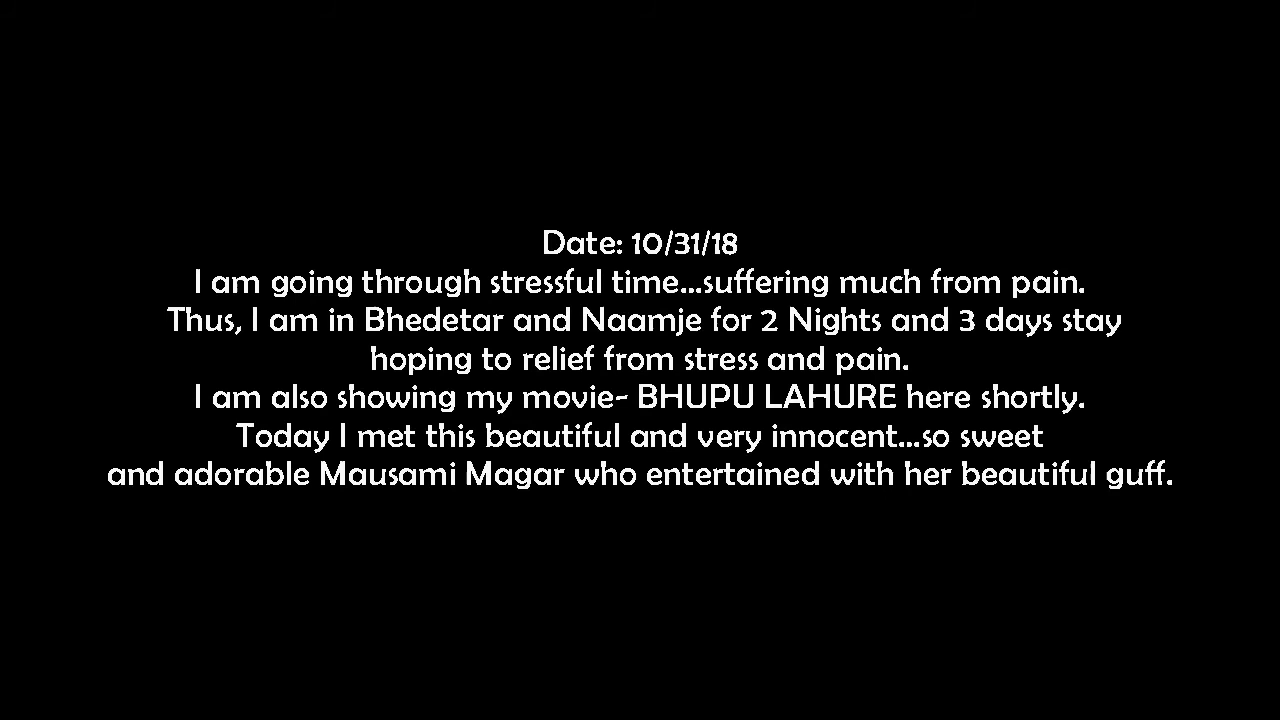 Date: 10/31/18
I am going through stressful time...suffering much from pain.
Thus, I am in Bhedetar and Naamje for 2 Nights and 3 days stay
hoping to relief from stress and pain.
I am also showing my movie- BHUPU LAHURE here shortly.
Today I met this beautiful and very innocent...so sweet
and adorable Mausami Magar who entertained with her beautiful guff.